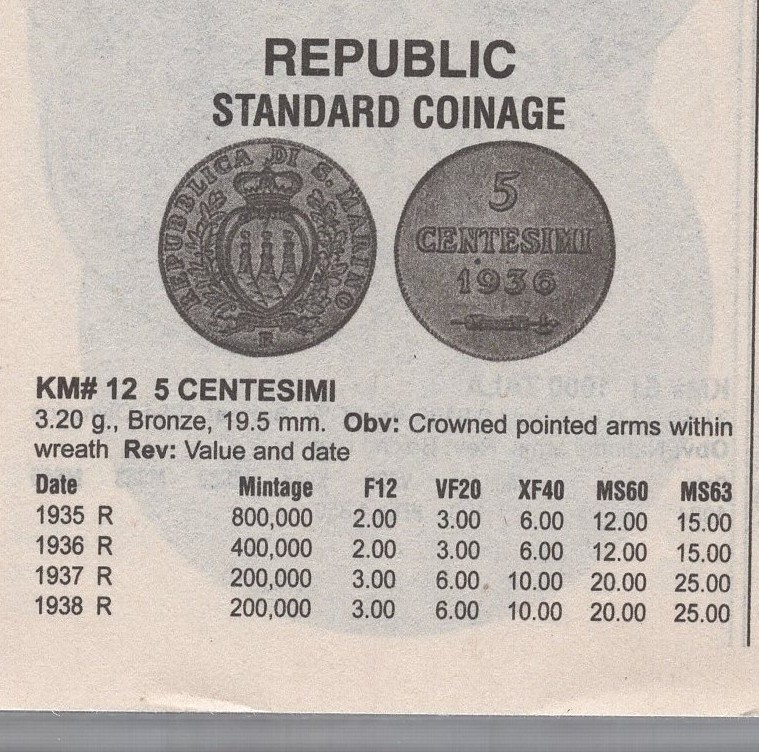 REPUBLIC
STANDARD COINAGE
REPUBBLICA DI S. MARINO
R
5
CENTESIMI
1936
KM# 12 5 CENTESIMI
3.20 g., Bronze, 19.5 mm. Obv: Crowned pointed arms within
wreath Rev: Value and date
Date Mintage F12 VF20 XF40 MS60 MS63
1935 R 800,000 2.00 3.00 6.00 12.00 15.00
1936 R 400,000 2.00 3.00 6.00 12.00 15.00
1937 R 200,000 3.00 6.00 10.00 20.00 25.00
1938 R 200,000 3.00 6.00 10.00 20.00 25.00